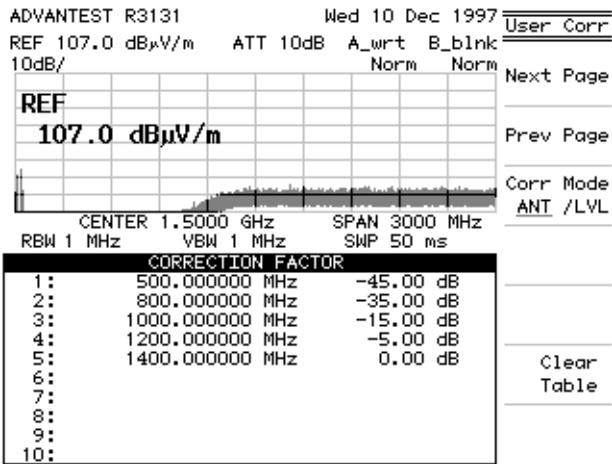 ADVANTEST R3131 Wed 10 Dec 1997
REF 107.0 dBμV/m ATT 10dB A_wrt B_blnk
10dB/ Norm Norm
REF
107.0 dBμV/m
CENTER 1.5000 GHz SPAN 3000 MHz
RBW 1 MHz VBW 1 MHz SWP 50 ms
CORRECTION FACTOR
1: 500.000000 MHz -45.00 dB
2: 800.000000 MHz -35.00 dB
3: 1000.000000 MHz -15.00 dB
4: 1200.000000 MHz -5.00 dB
5: 1400.000000 MHz 0.00 dB
6:
7:
8:
9:
10:
User Corr
Next Page
Prev Page
Corr Mode
ANT /LVL
Clear
Table